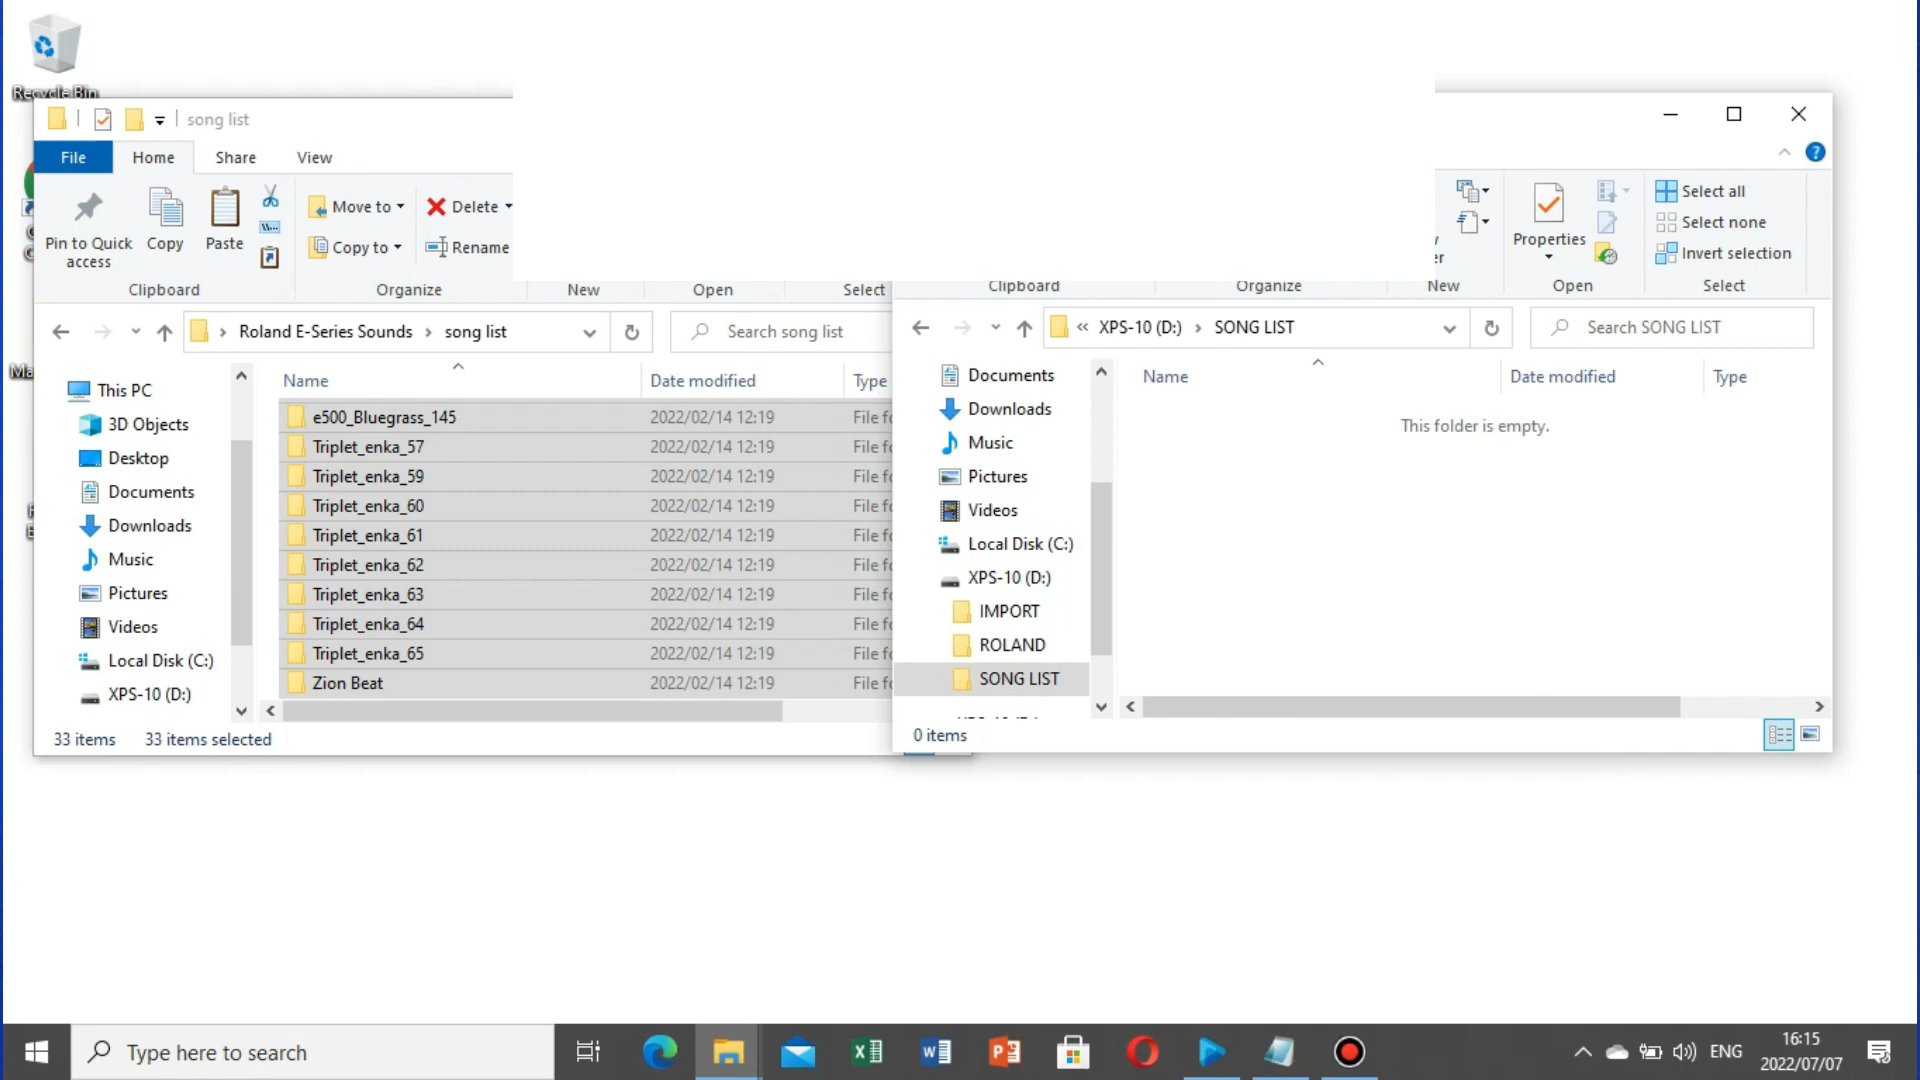 Recycle Bin
song list
File
Home
Share
View
Pin to Quick access
Copy
Paste
Move to
Copy to
Delete
Rename
Clipboard
Organize
New
Open
Select
Roland E-Series Sounds
song list
Search song list
This PC
3D Objects
Desktop
Documents
Downloads
Music
Pictures
Videos
Local Disk (C:)
XPS-10 (D:)
Name
Date modified
Type
e500_Bluegrass_145 2022/02/14 12:19
Triplet_enka_57 2022/02/14 12:19
Triplet_enka_59 2022/02/14 12:19
Triplet_enka_60 2022/02/14 12:19
Triplet_enka_61 2022/02/14 12:19
Triplet_enka_62 2022/02/14 12:19
Triplet_enka_63 2022/02/14 12:19
Triplet_enka_64 2022/02/14 12:19
Triplet_enka_65 2022/02/14 12:19
Zion Beat 2022/02/14 12:19
33 items
33 items selected
Properties
Select all
Select none
Invert selection
Clipboard
Organize
New
Open
Select
XPS-10 (D:)
SONG LIST
Search SONG LIST
Documents
Downloads
Music
Pictures
Videos
Local Disk (C:)
XPS-10 (D:)
IMPORT
ROLAND
SONG LIST
Name
Date modified
Type
This folder is empty.
0 items
Type here to search
ENG
16:15
2022/07/07